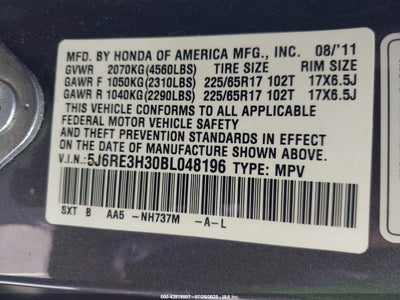 MFD. BY HONDA OF AMERICA MFG., INC. 08/'11
GVWR 2070KG(4560LBS) TIRE SIZE RIM SIZE
GAWR F 1050KG(2310LBS) 225/65R17 102T 17X6.5J
GAWR R 1040KG(2290LBS) 225/65R17 102T 17X6.5J
THIS VEHICLE CONFORMS TO ALL APPLICABLE
FEDERAL MOTOR VEHICLE SAFETY
AND THEFT PREVENTION STANDARDS IN EFFECT
ON THE DATE OF MANUFACTURE SHOWN ABOVE.
V.I.N: 5J6RE3H30BL048196 TYPE: MPV
SXT B AA5 -NH737M -A-L